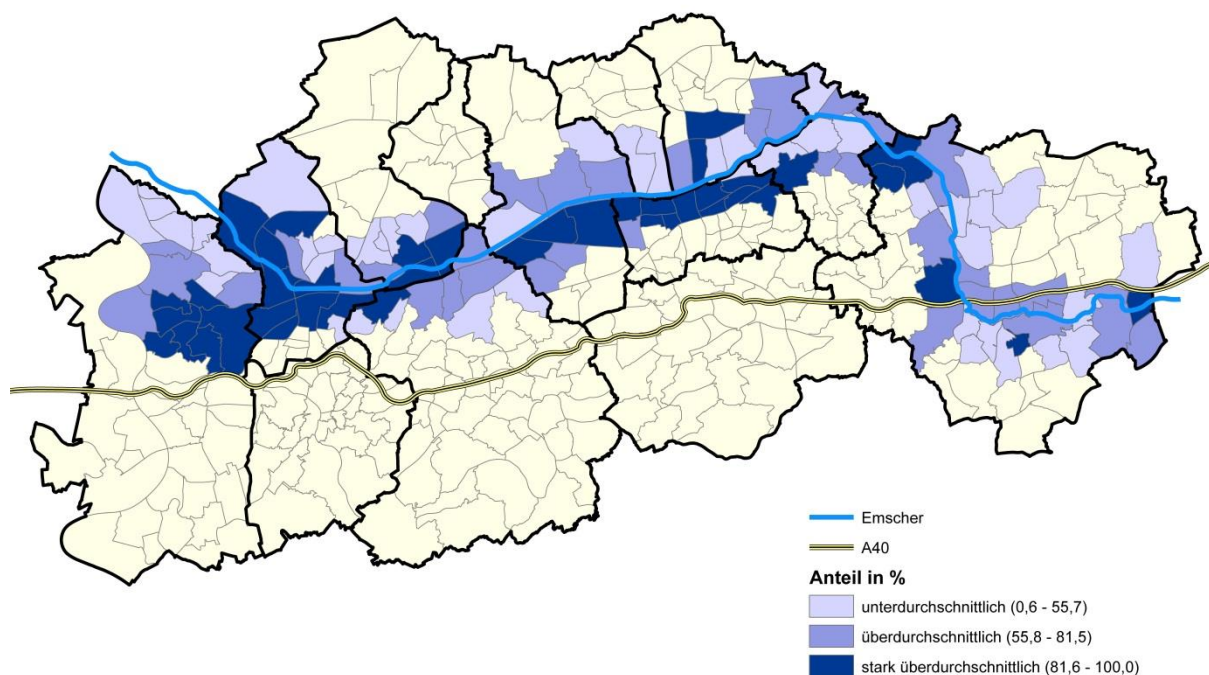 Emscher
A40
Anteil in %
unterdurchschnittlich (0,6 - 55,7)
überdurchschnittlich (55,8 - 81,5)
stark überdurchschnittlich (81,6 - 100,0)